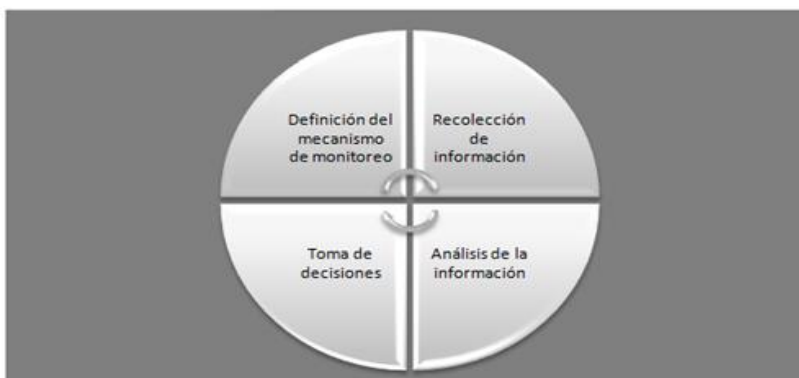 Definición del
mecanismo
de monitoreo
Recolección
de
información
Toma de
decisiones
Análisis de la
información